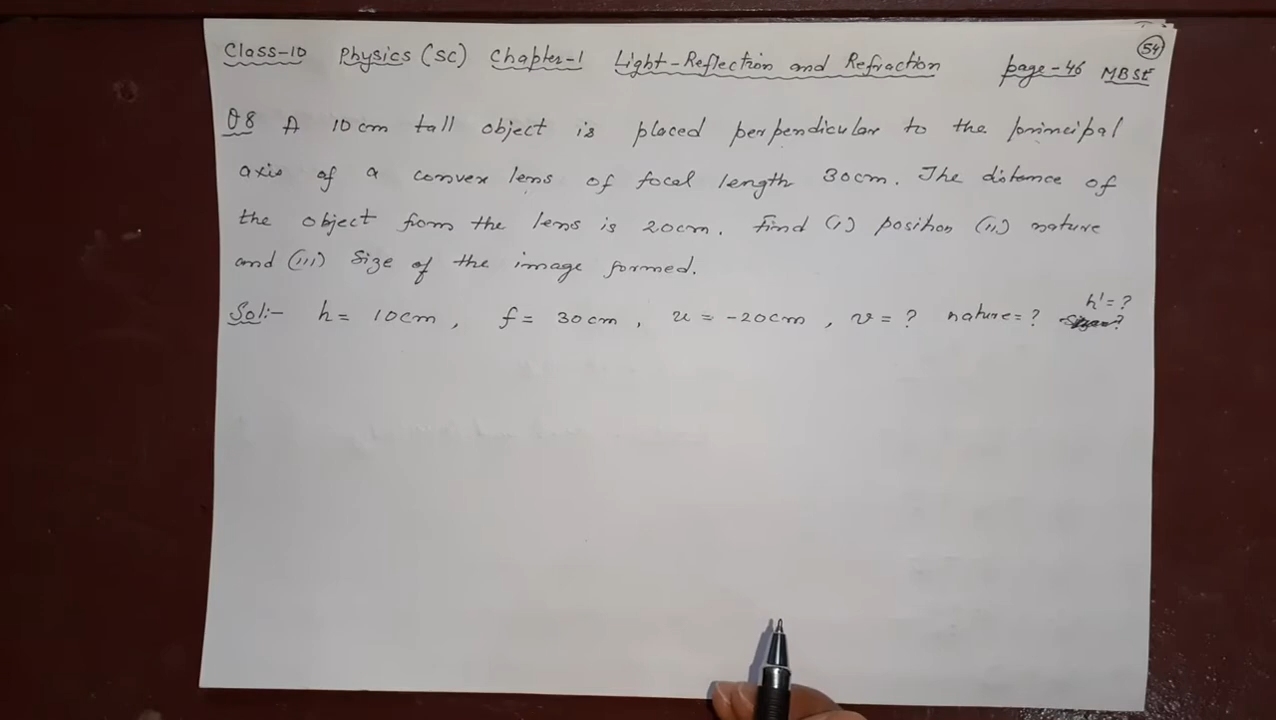 54
Class-10 Physics (SC) Chapter-1 Light-Reflection and Refraction page-46 MBSE
Q8 A 10 cm tall object is placed perpendicular to the principal
axis of a convex lens of focal length 30cm. The distance of
the object from the lens is 20cm. Find (i) position (ii) nature
and (iii) Size of the image formed.
Sol:- h = 10cm, f = 30cm, u = -20cm, v = ? nature = ? h' = ?